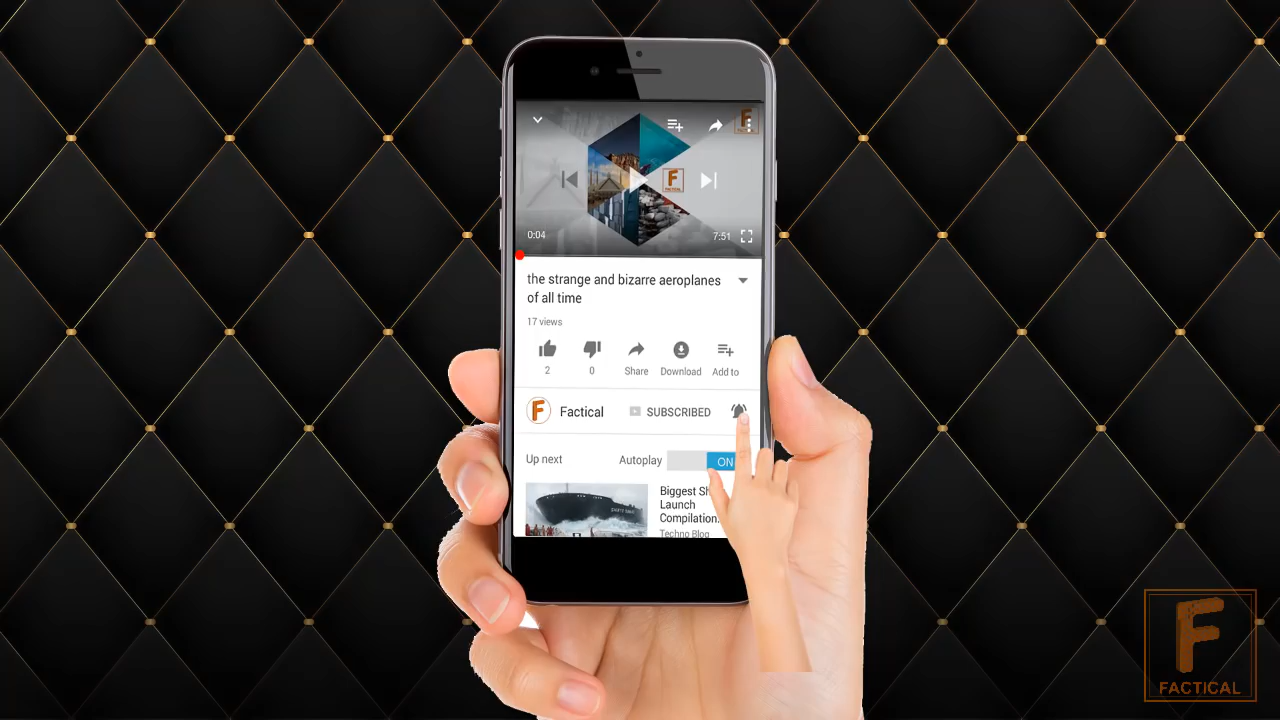 F
F
FACTICAL
0:04
7:51
the strange and bizarre aeroplanes
of all time
17 views
2
0
Share
Download
Add to
F
Factical
SUBSCRIBED
Up next
Autoplay
ON
Biggest Sh
Launch
Compilation.
Techno Blog
F
FACTICAL